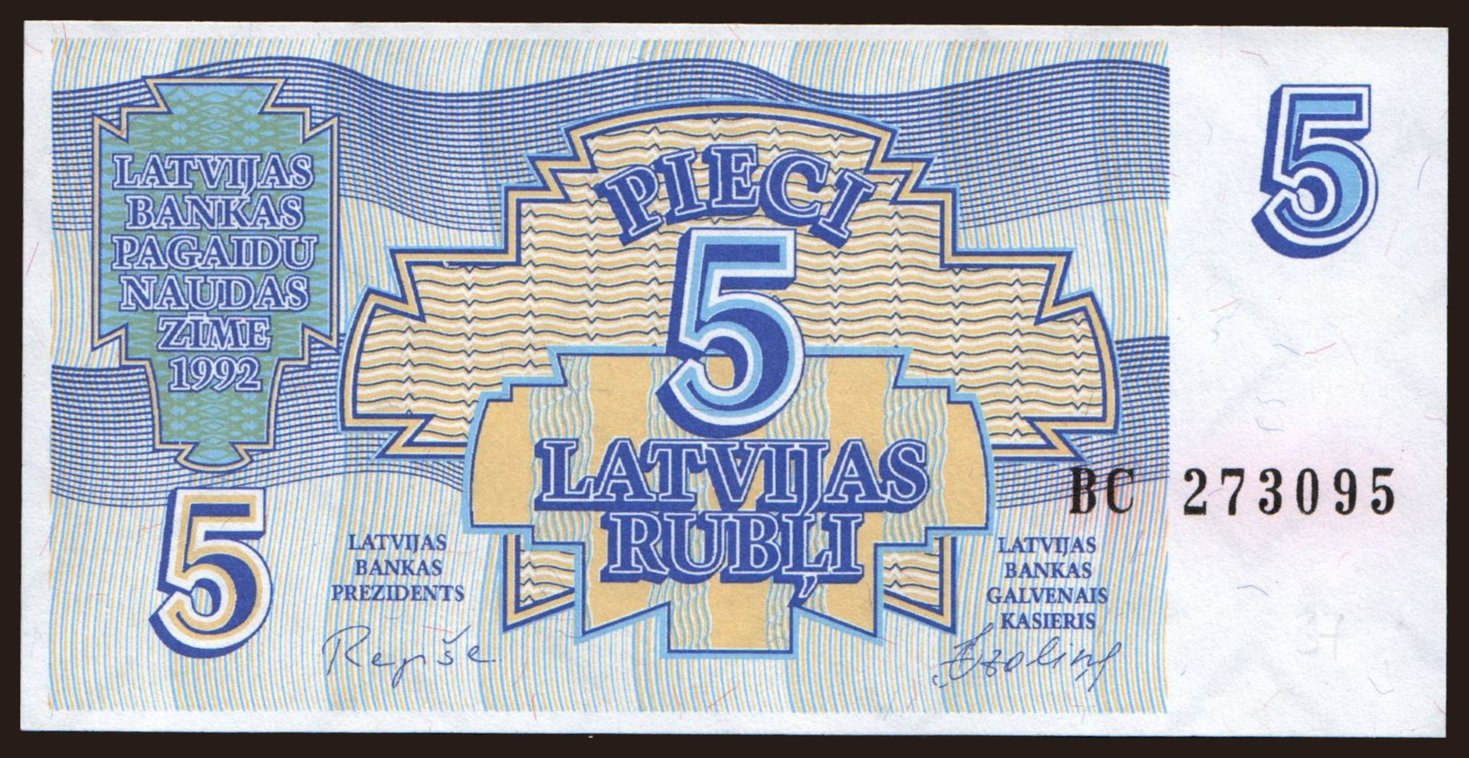 LATVIJAS
BANKAS
PAGAIDU
NAUDAS
ZĪME
1992
PIECI
5
5
LATVIJAS
RUBĻI
BC 273095
5
LATVIJAS
BANKAS
PREZIDENTS
LATVIJAS
BANKAS
GALVENAIS
KASIERIS
Repše